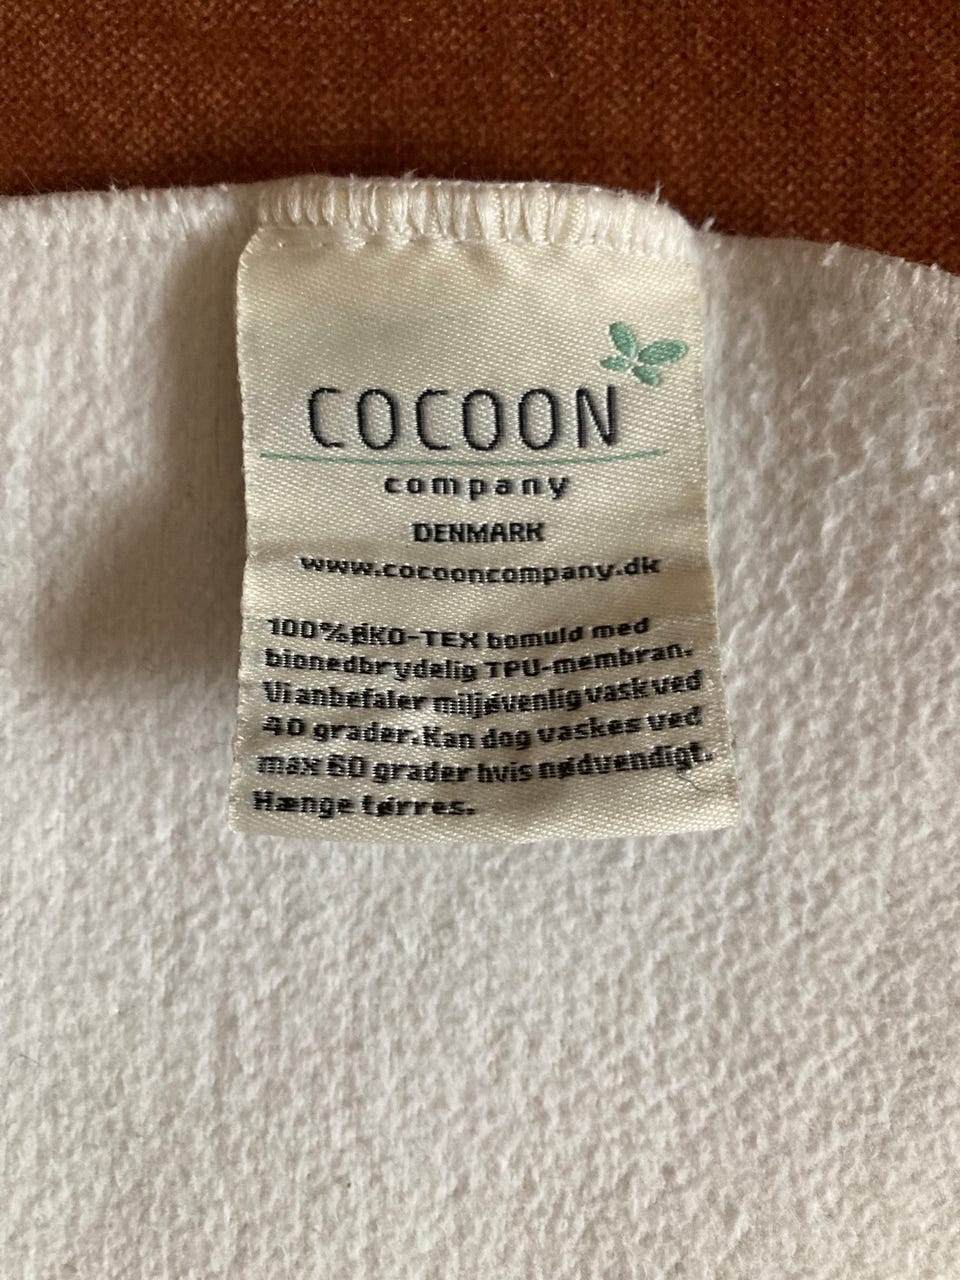 COCOON
company
DENMARK
www.cocooncompany.dk
100% ØKO-TEX bomuld med
bionedbrydelig TPU-membran.
Vi anbefaler miljøvenlig vask ved
40 grader. Kan dog vaskes ved
max 60 grader hvis nødvendigt.
Hænge tørres.